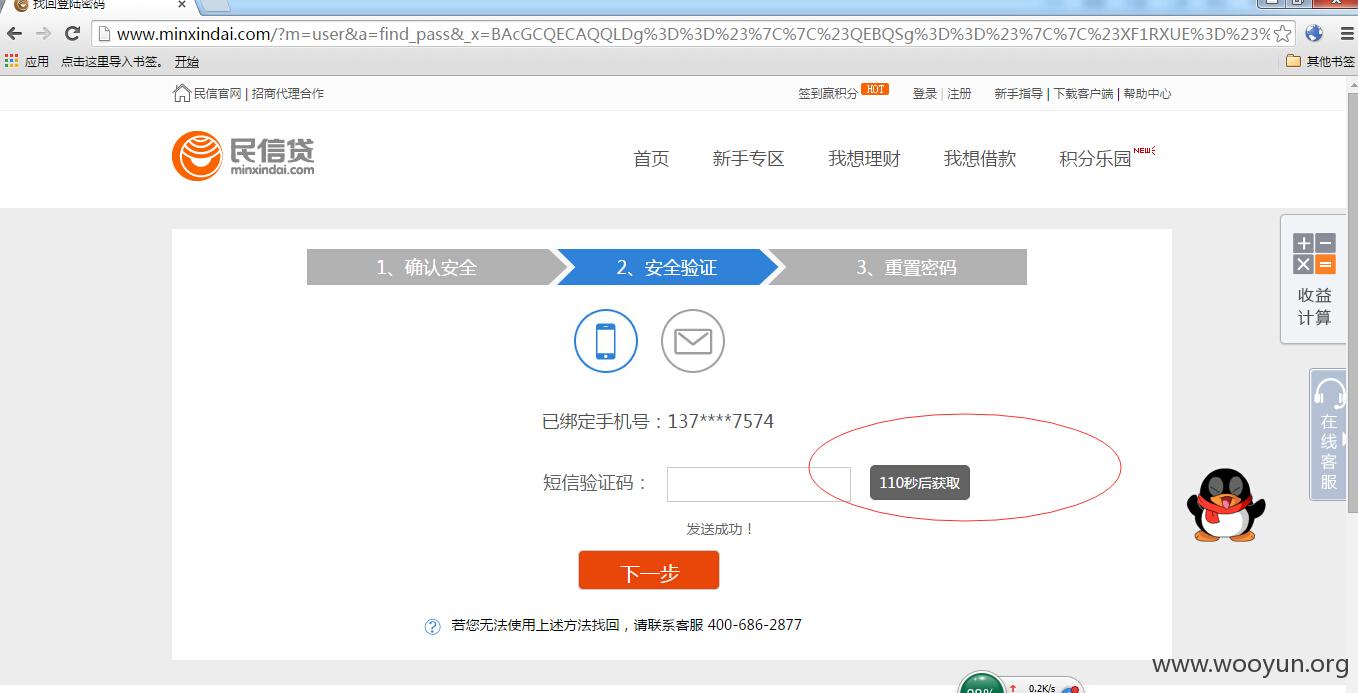 找回登陆密码
www.minxindai.com/?m=user&a=find_pass&_x=BAcGCQECAQQLDg%3D%3D%23%7C%7C%23QEBQSg%3D%3D%23%7C%7C%23XF1RXUE%3D%23%
应用 点击这里导入书签。 开始 其他书签
民信官网 | 招商代理合作 签到赢积分 HOT 登录 | 注册 新手指导 | 下载客户端 | 帮助中心
民信贷
minxindai.com
首页 新手专区 我想理财 我想借款 积分乐园 NEW
1、确认安全 2、安全验证 3、重置密码
收益
计算
已绑定手机号：137****7574
在
线
客
服
短信验证码： 110秒后获取
发送成功！
下一步
? 若您无法使用上述方法找回，请联系客服 400-686-2877
www.wooyun.org
0.2K/s